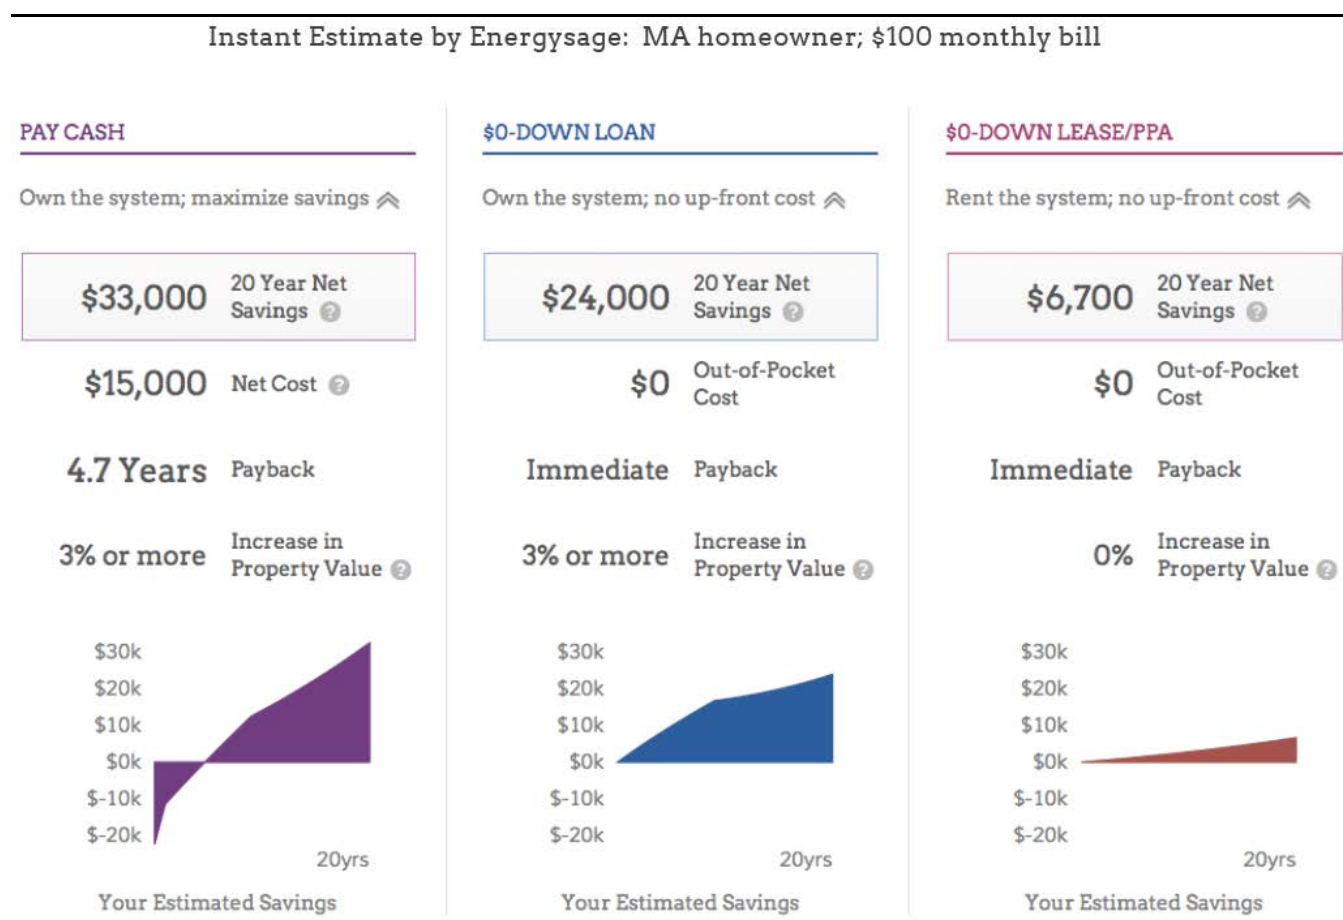 Instant Estimate by Energysage: MA homeowner; $100 monthly bill
PAY CASH
Own the system; maximize savings
$33,000
20 Year Net
Savings ?
$15,000
Net Cost ?
4.7 Years
Payback
3% or more
Increase in
Property Value ?
$30k
$20k
$10k
$0k
$-10k
$-20k
20yrs
Your Estimated Savings
$0-DOWN LOAN
Own the system; no up-front cost
$24,000
20 Year Net
Savings ?
$0
Out-of-Pocket
Cost
Immediate
Payback
3% or more
Increase in
Property Value ?
$30k
$20k
$10k
$0k
$-10k
$-20k
20yrs
Your Estimated Savings
$0-DOWN LEASE/PPA
Rent the system; no up-front cost
$6,700
20 Year Net
Savings ?
$0
Out-of-Pocket
Cost
Immediate
Payback
0%
Increase in
Property Value ?
$30k
$20k
$10k
$0k
$-10k
$-20k
20yrs
Your Estimated Savings